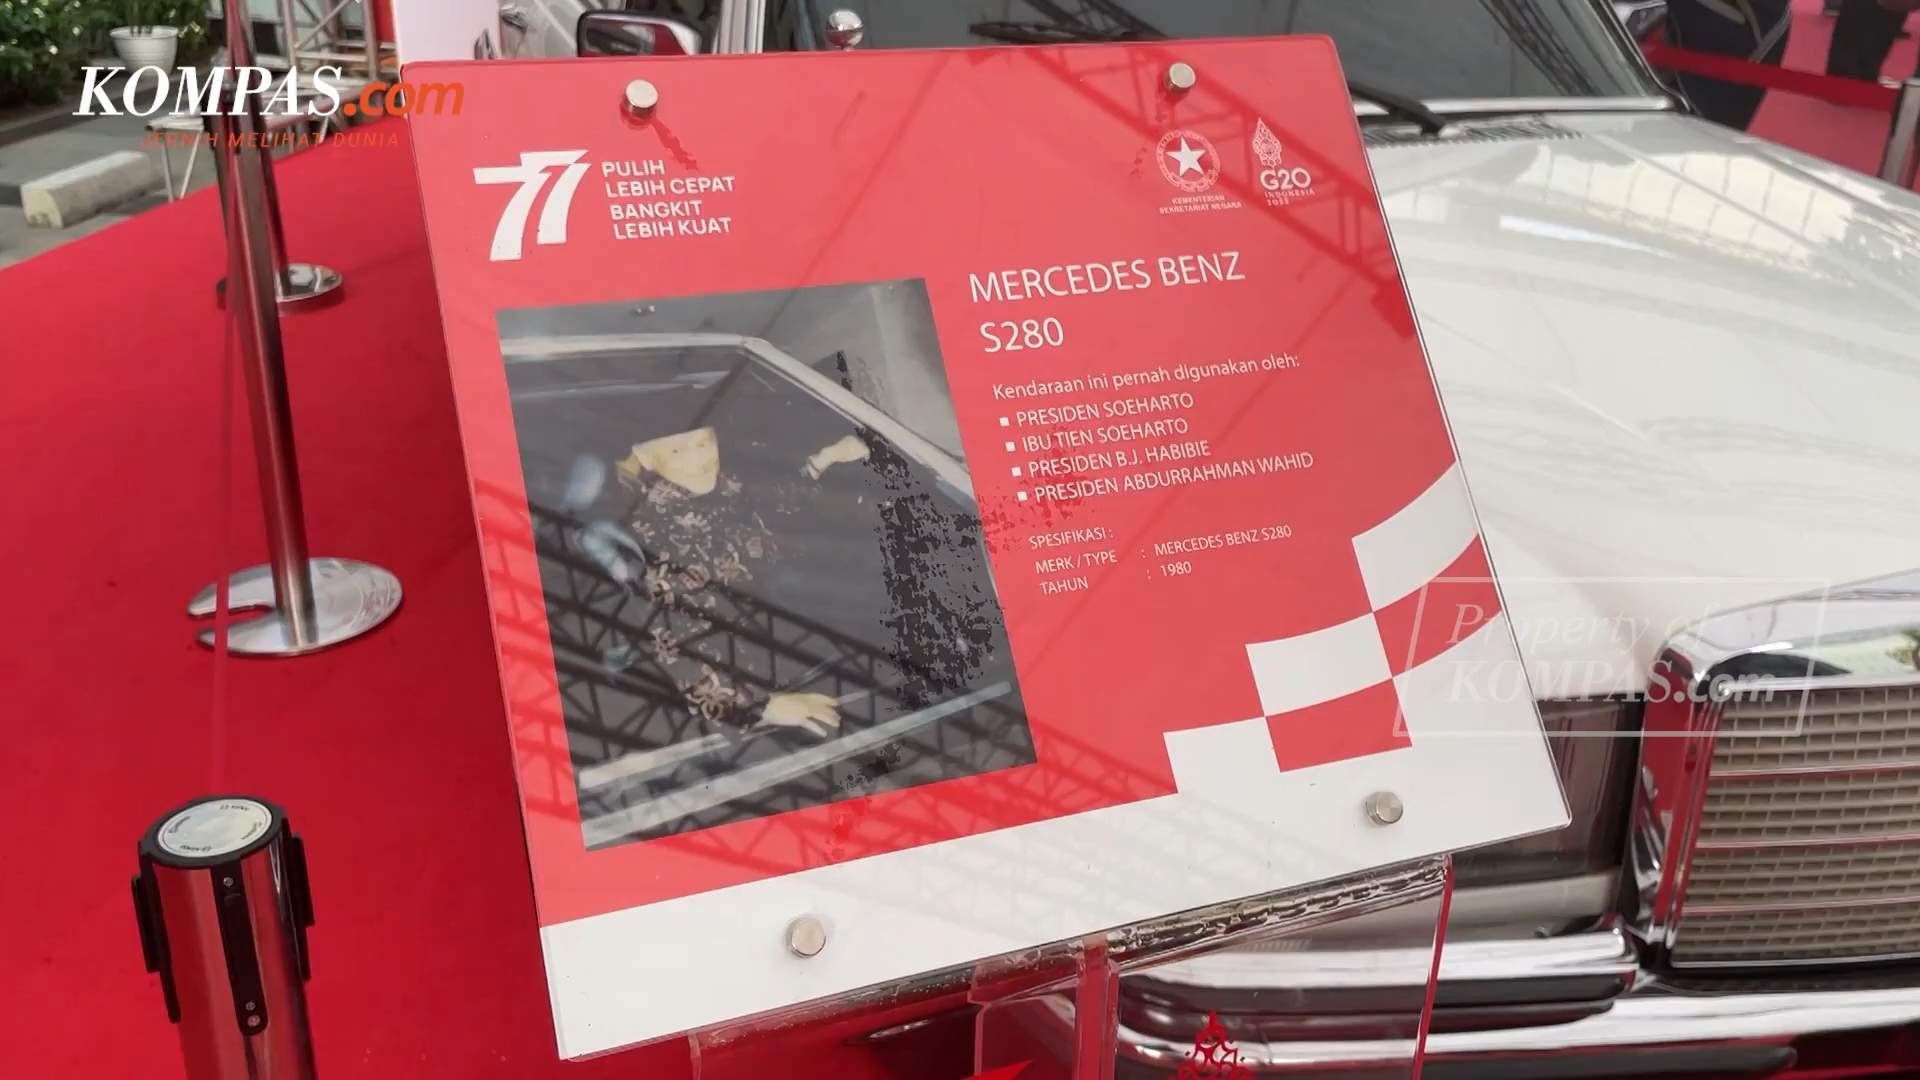 KOMPAS.com
JERNIH MELIHAT DUNIA
77
PULIH
LEBIH CEPAT
BANGKIT
LEBIH KUAT
KEMENTERIAN
SEKRETARIAT NEGARA
G20
INDONESIA
2022
MERCEDES BENZ
S280
Kendaraan ini pernah digunakan oleh:
▪ PRESIDEN SOEHARTO
▪ IBU TIEN SOEHARTO
▪ PRESIDEN B.J. HABIBIE
▪ PRESIDEN ABDURRAHMAN WAHID
SPESIFIKASI :
MERK / TYPE : MERCEDES BENZ S280
TAHUN : 1980
Property of
KOMPAS.com